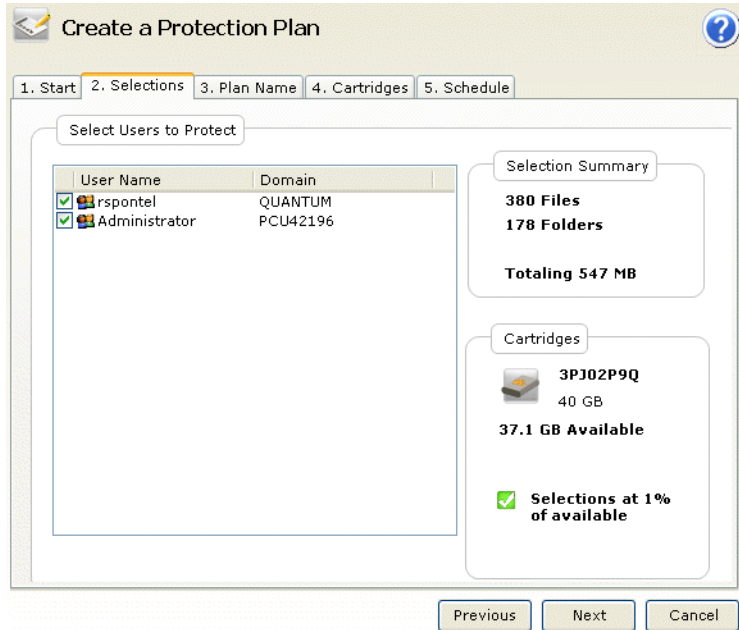 Create a Protection Plan
?
1. Start 2. Selections 3. Plan Name 4. Cartridges 5. Schedule
Select Users to Protect
User Name Domain
rspontel QUANTUM
Administrator PCU42196
Selection Summary
380 Files
178 Folders
Totaling 547 MB
Cartridges
3PJ02P9Q
40 GB
37.1 GB Available
Selections at 1%
of available
Previous Next Cancel